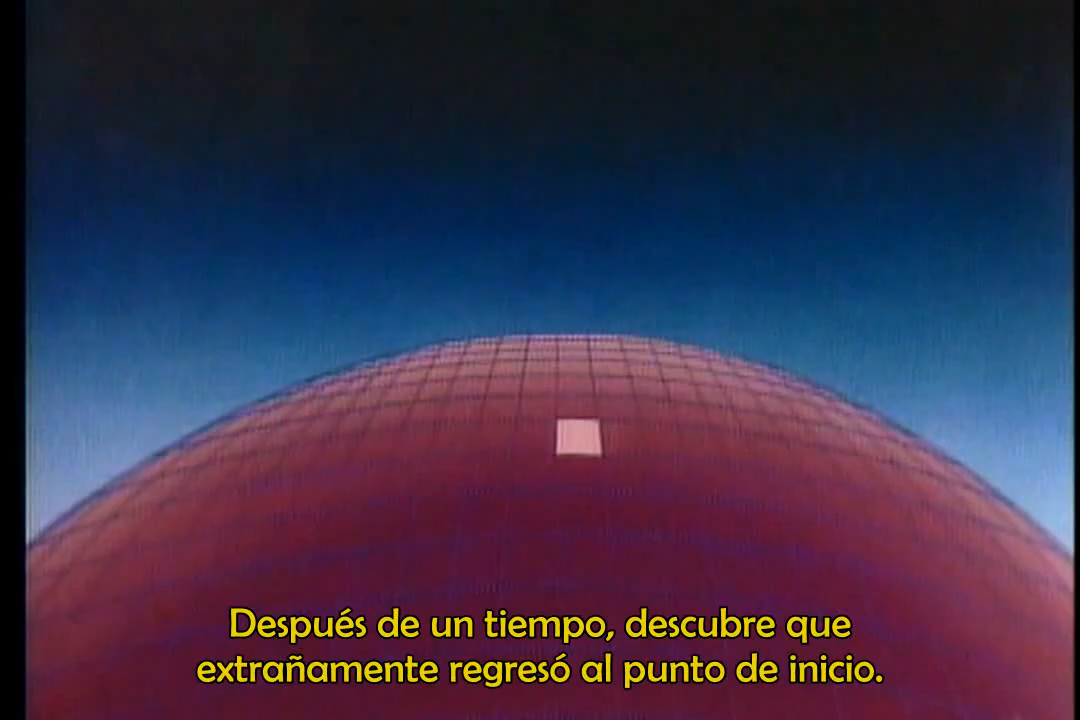 Después de un tiempo, descubre que
extrañamente regresó al punto de inicio.